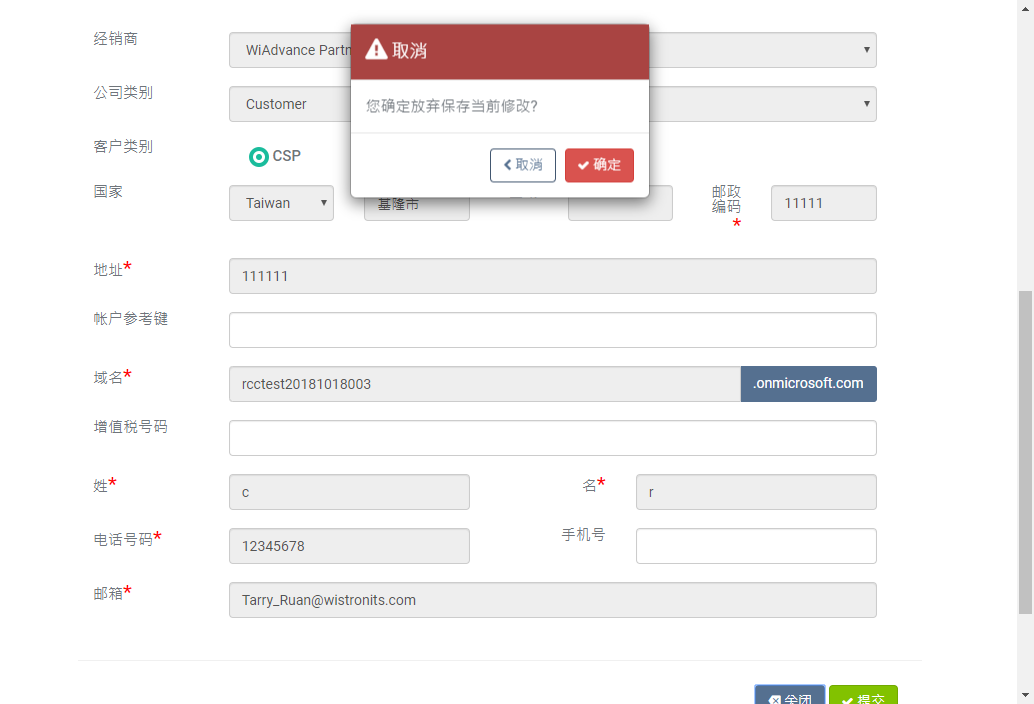 经销商
WiAdvance Partn
取消
您确定放弃保存当前修改?
取消
确定
公司类别
Customer
客户类别
CSP
国家
Taiwan
基隆市
邮政
编码
*
11111
地址*
111111
帐户参考键
域名*
rcctest20181018003
.onmicrosoft.com
增值税号码
姓*
c
名*
r
电话号码*
12345678
手机号
邮箱*
Tarry_Ruan@wistronits.com
关闭
提交